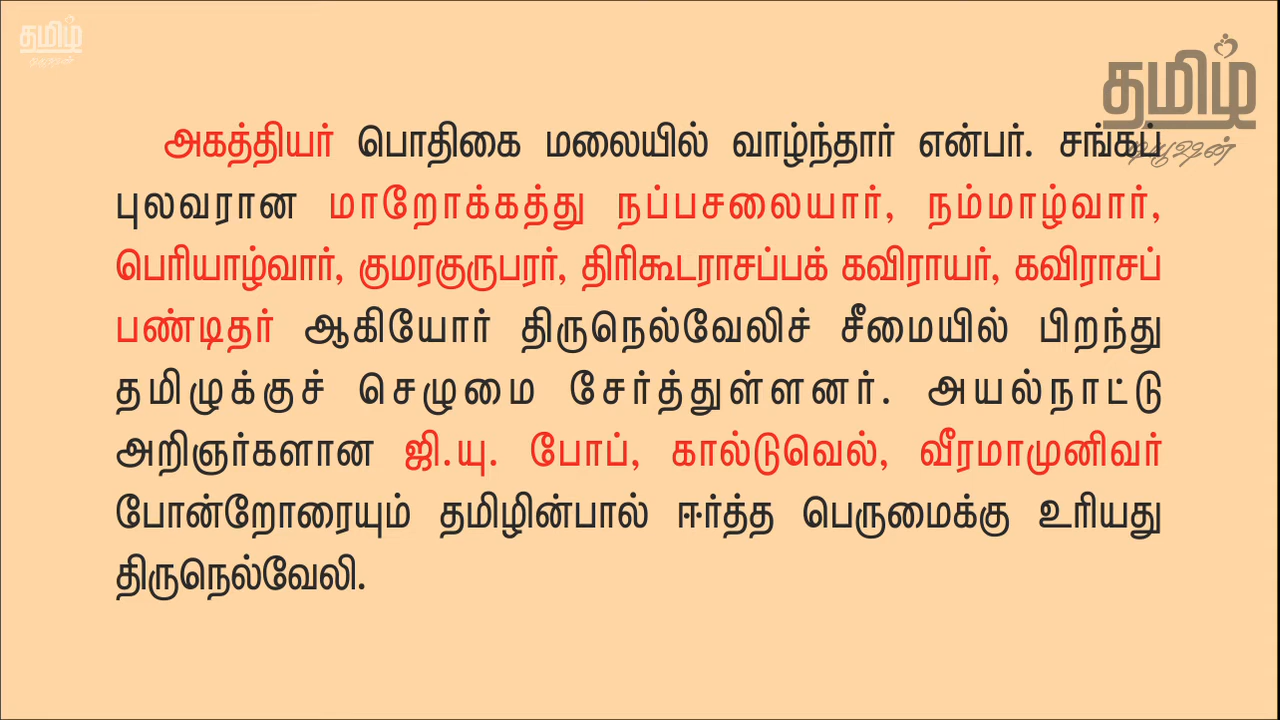 தமிழ்
தமிழ்
டியூஷன்
அகத்தியர் பொதிகை மலையில் வாழ்ந்தார் என்பர். சங்கப்
புலவரான மாறோக்கத்து நப்பசலையார், நம்மாழ்வார்,
பெரியாழ்வார், குமரகுருபரர், திரிகூடராசப்பக் கவிராயர், கவிராசப்
பண்டிதர் ஆகியோர் திருநெல்வேலிச் சீமையில் பிறந்து
தமிழுக்குச் செழுமை சேர்த்துள்ளனர். அயல்நாட்டு
அறிஞர்களான ஜி.யு. போப், கால்டுவெல், வீரமாமுனிவர்
போன்றோரையும் தமிழின்பால் ஈர்த்த பெருமைக்கு உரியது
திருநெல்வேலி.